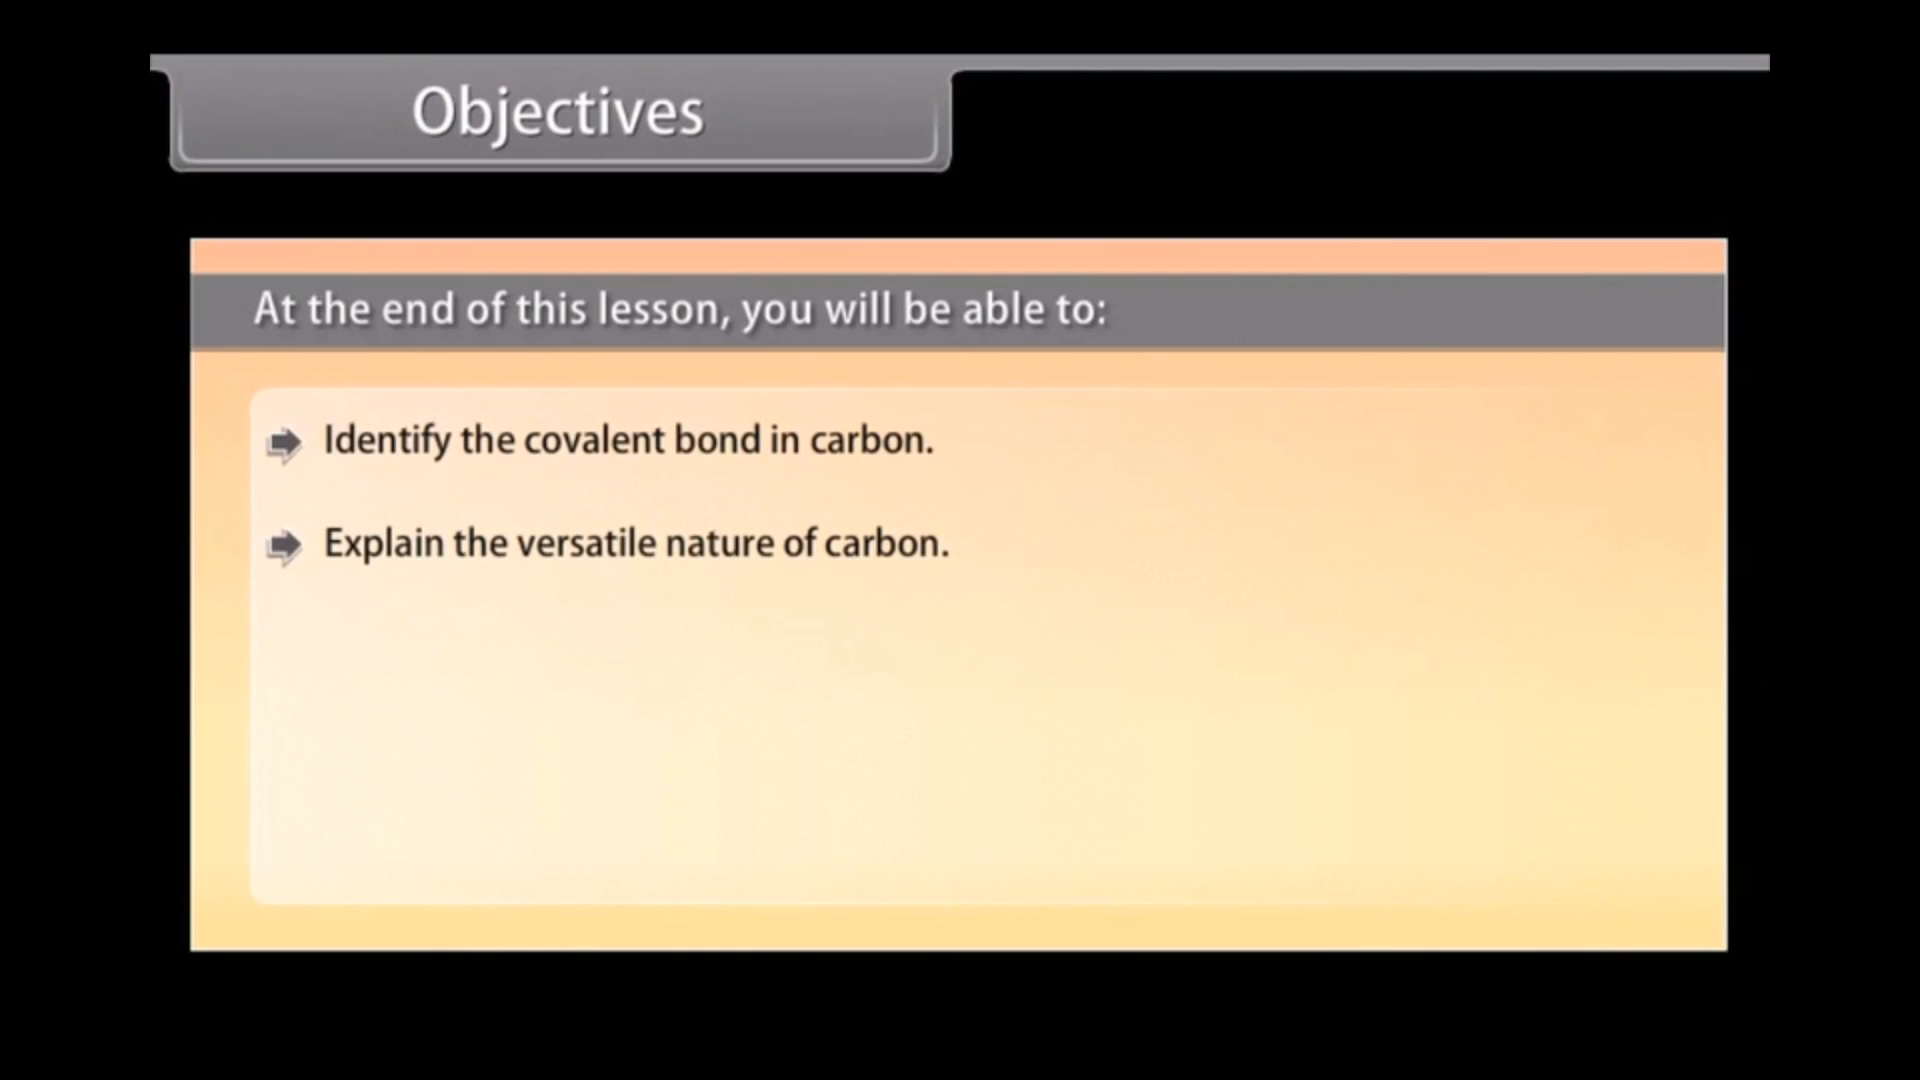 Objectives
At the end of this lesson, you will be able to:
Identify the covalent bond in carbon.
Explain the versatile nature of carbon.